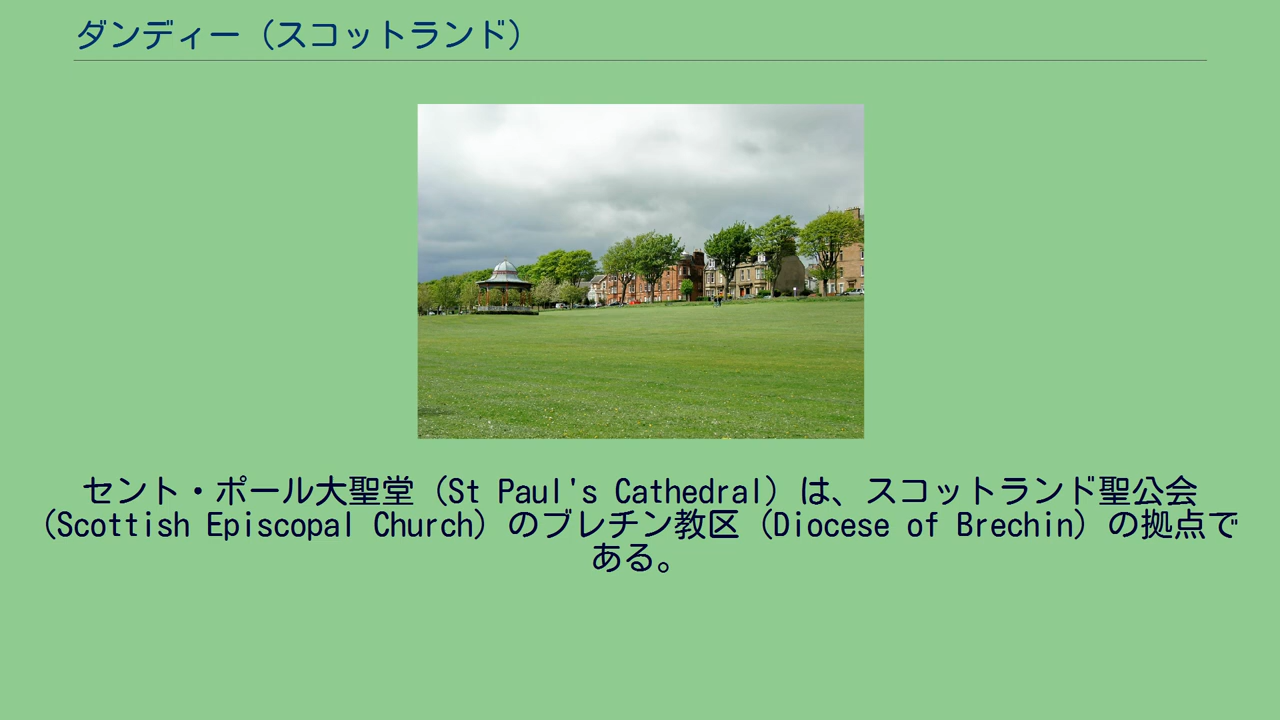 ダンディー（スコットランド）
セント・ポール大聖堂（St Paul's Cathedral）は、スコットランド聖公会
（Scottish Episcopal Church）のブレチン教区（Diocese of Brechin）の拠点で
ある。